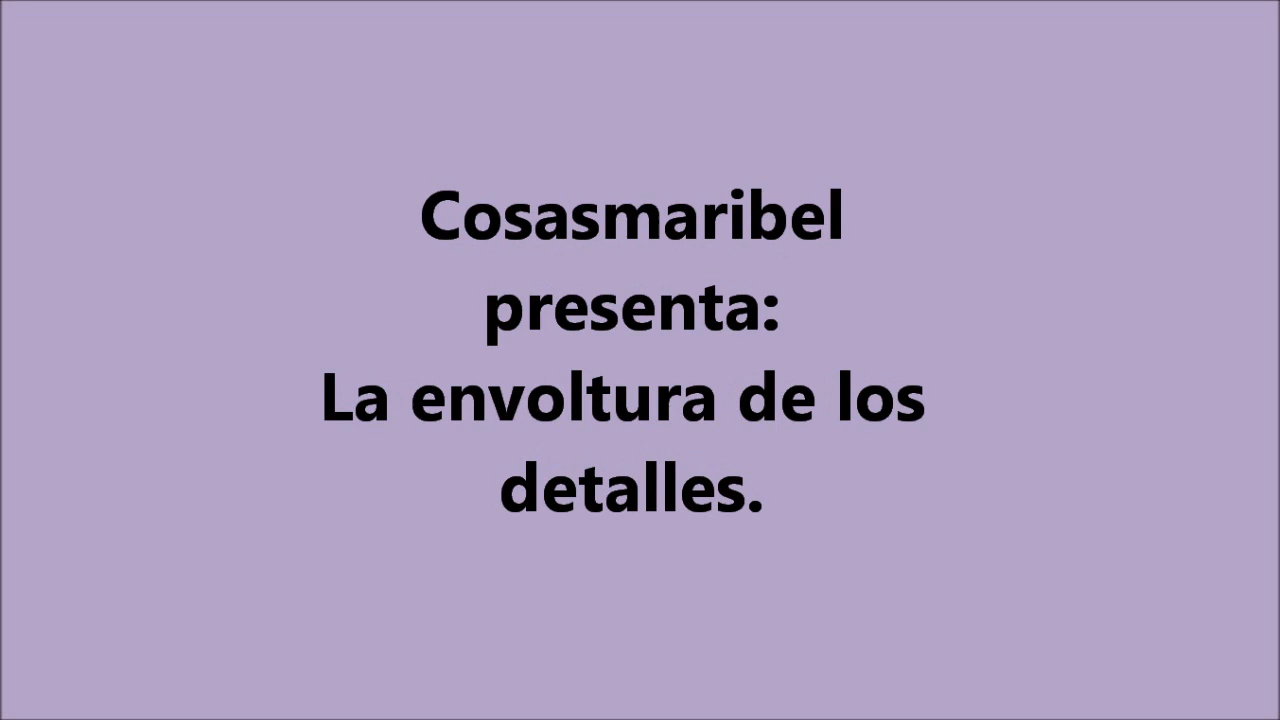 Cosasmaribel
presenta:
La envoltura de los
detalles.